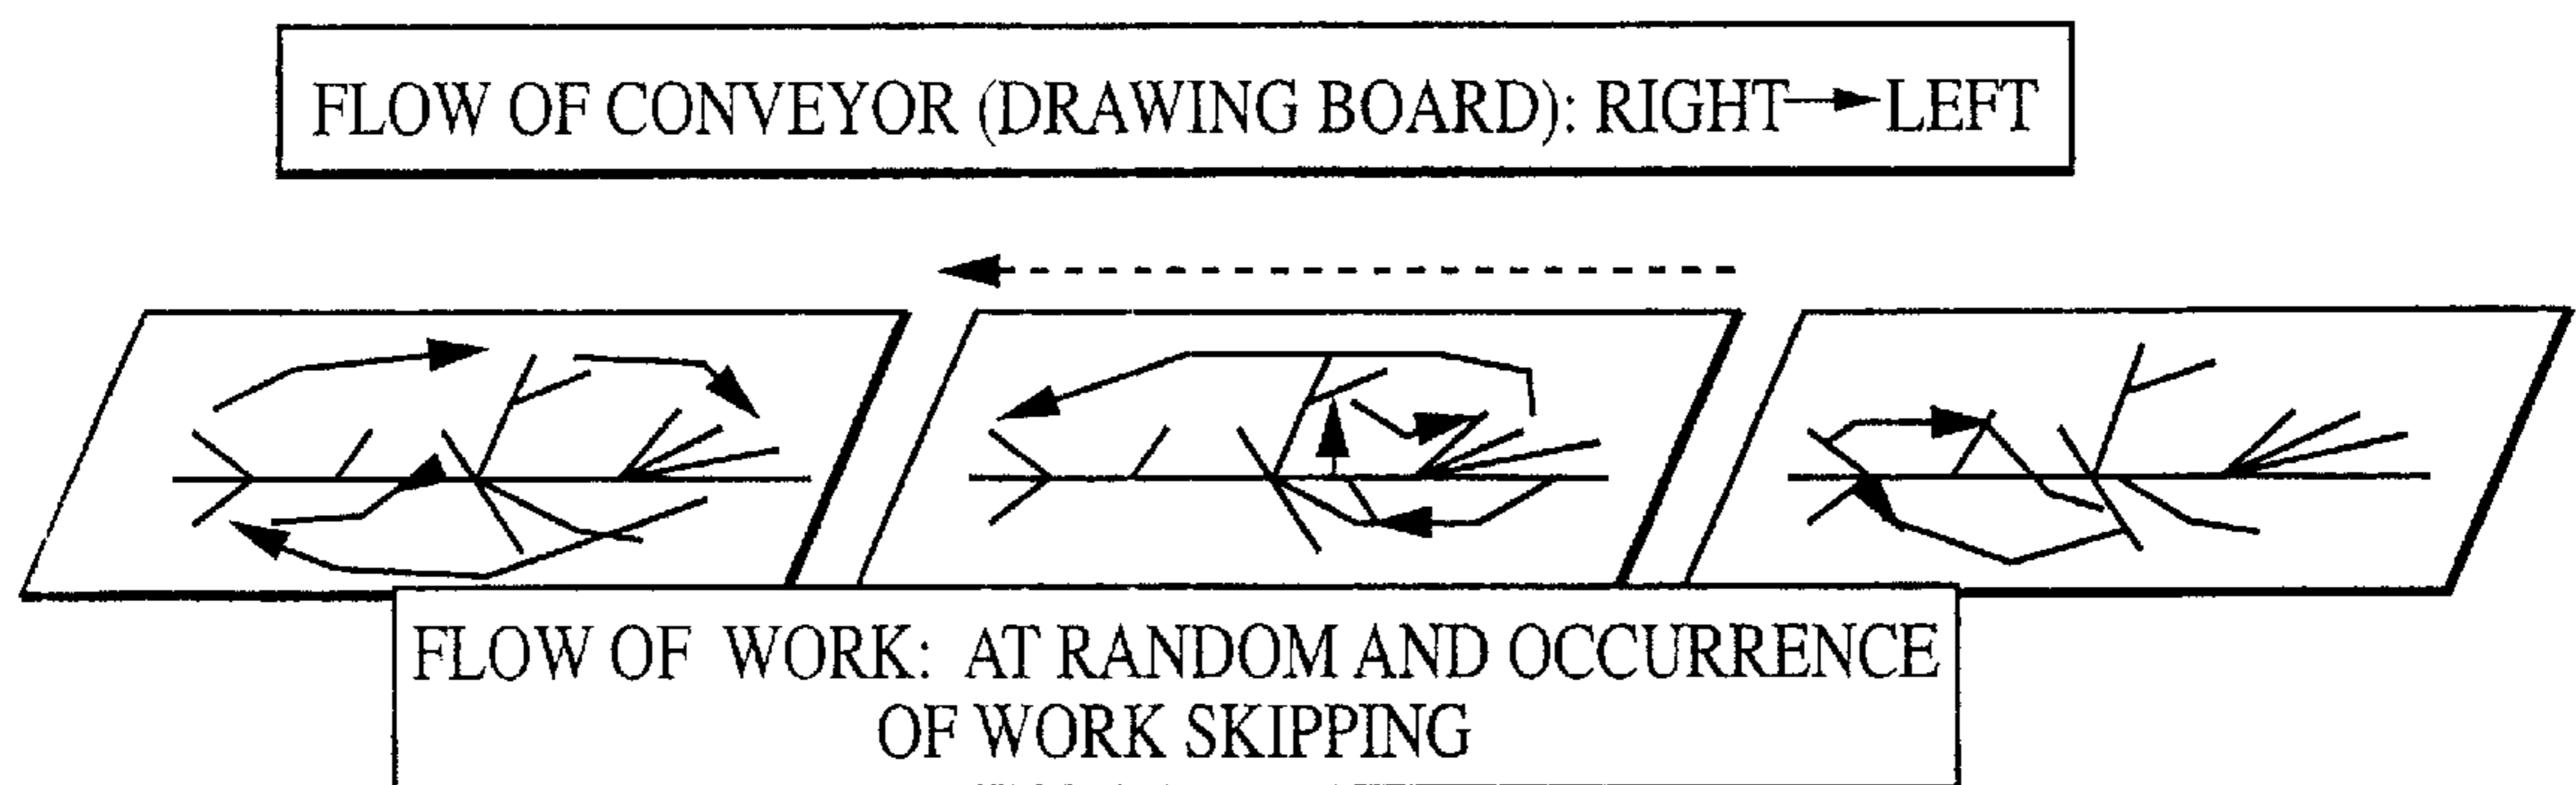 FLOW OF CONVEYOR (DRAWING BOARD): RIGHT→LEFT
FLOW OF WORK: AT RANDOM AND OCCURRENCE
OF WORK SKIPPING